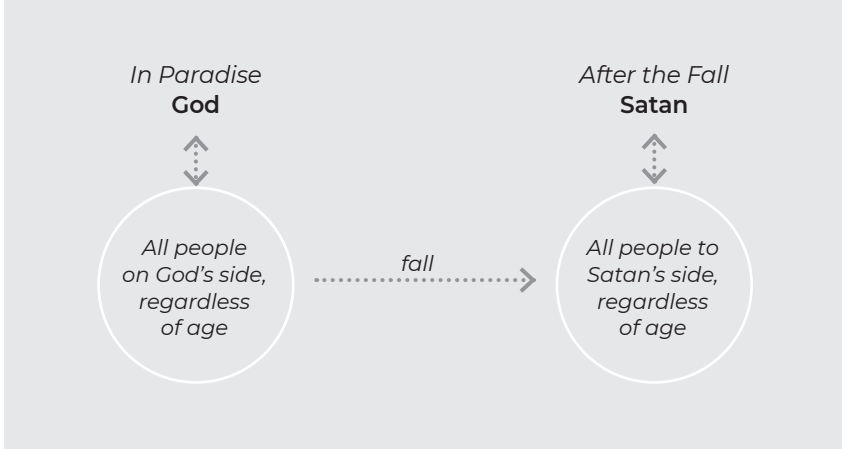 In Paradise
God
After the Fall
Satan
All people
on God’s side,
regardless
of age
fall
All people to
Satan’s side,
regardless
of age